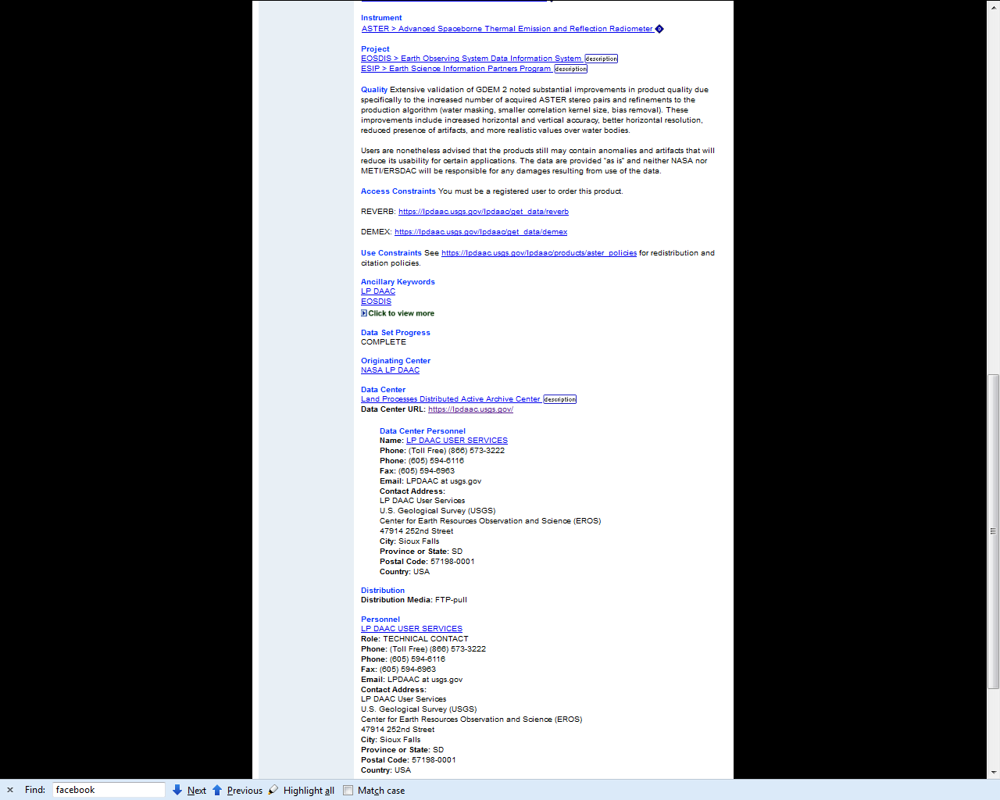 Instrument
ASTER > Advanced Spaceborne Thermal Emission and Reflection Radiometer
Project
EOSDIS > Earth Observing System Data Information System description
ESIP > Earth Science Information Partners Program description
Quality Extensive validation of GDEM 2 noted substantial improvements in product quality due
specifically to the increased number of acquired ASTER stereo pairs and refinements to the
production algorithm (water masking, smaller correlation kernel size, bias removal). These
improvements include increased horizontal and vertical accuracy, better horizontal resolution,
reduced presence of artifacts, and more realistic values over water bodies.
Users are nonetheless advised that the products still may contain anomalies and artifacts that will
reduce its usability for certain applications. The data are provided "as is" and neither NASA nor
METI/ERSDAC will be responsible for any damages resulting from use of the data.
Access Constraints You must be a registered user to order this product.
REVERB: https://lpdaac.usgs.gov/lpdaac/get_data/reverb
DEMEX: https://lpdaac.usgs.gov/lpdaac/get_data/demex
Use Constraints See https://lpdaac.usgs.gov/lpdaac/products/aster_policies for redistribution and
citation policies.
Ancillary Keywords
LP DAAC
EOSDIS
Click to view more
Data Set Progress
COMPLETE
Originating Center
NASA LP DAAC
Data Center
Land Processes Distributed Active Archive Center description
Data Center URL: https://lpdaac.usgs.gov/
Data Center Personnel
Name: LP DAAC USER SERVICES
Phone: (Toll Free) (866) 573-3222
Phone: (605) 594-6116
Fax: (605) 594-6963
Email: LPDAAC at usgs.gov
Contact Address:
LP DAAC User Services
U.S. Geological Survey (USGS)
Center for Earth Resources Observation and Science (EROS)
47914 252nd Street
City: Sioux Falls
Province or State: SD
Postal Code: 57198-0001
Country: USA
Distribution
Distribution Media: FTP-pull
Personnel
LP DAAC USER SERVICES
Role: TECHNICAL CONTACT
Phone: (Toll Free) (866) 573-3222
Phone: (605) 594-6116
Fax: (605) 594-6963
Email: LPDAAC at usgs.gov
Contact Address:
LP DAAC User Services
U.S. Geological Survey (USGS)
Center for Earth Resources Observation and Science (EROS)
47914 252nd Street
City: Sioux Falls
Province or State: SD
Postal Code: 57198-0001
Country: USA
Find: facebook Next Previous Highlight all Match case